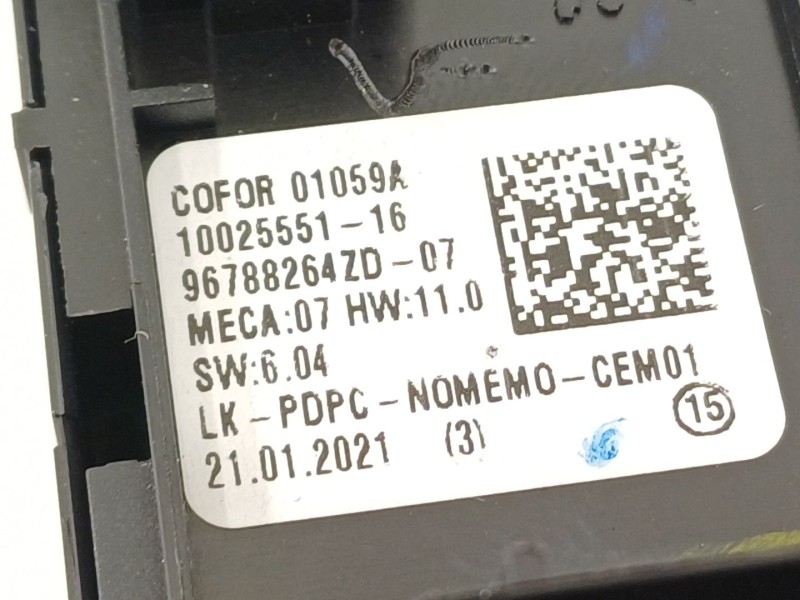 COFOR 01059A
10025551-16
96788264ZD-07
MECA:07 HW:11.0
SW:6.04
LK-PDPC-NOMEMO-CEM01
21.01.2021 (3) 15